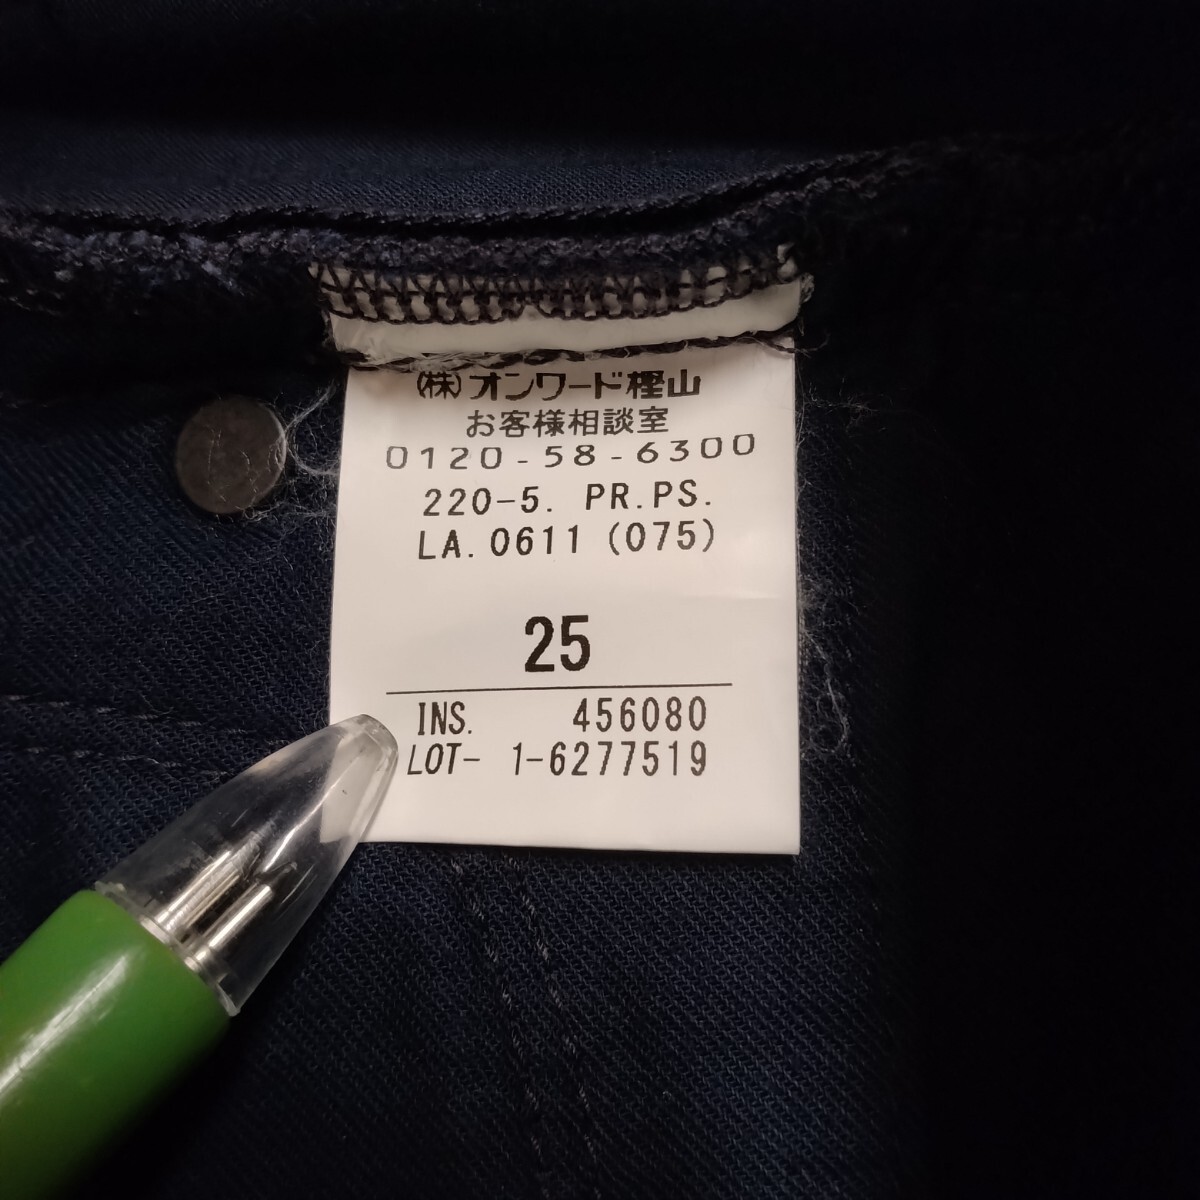 (株)オンワード樫山
お客様相談室
0120-58-6300
220-5. PR.PS.
LA.0611 (075)
25
INS. 456080
LOT- 1-6277519